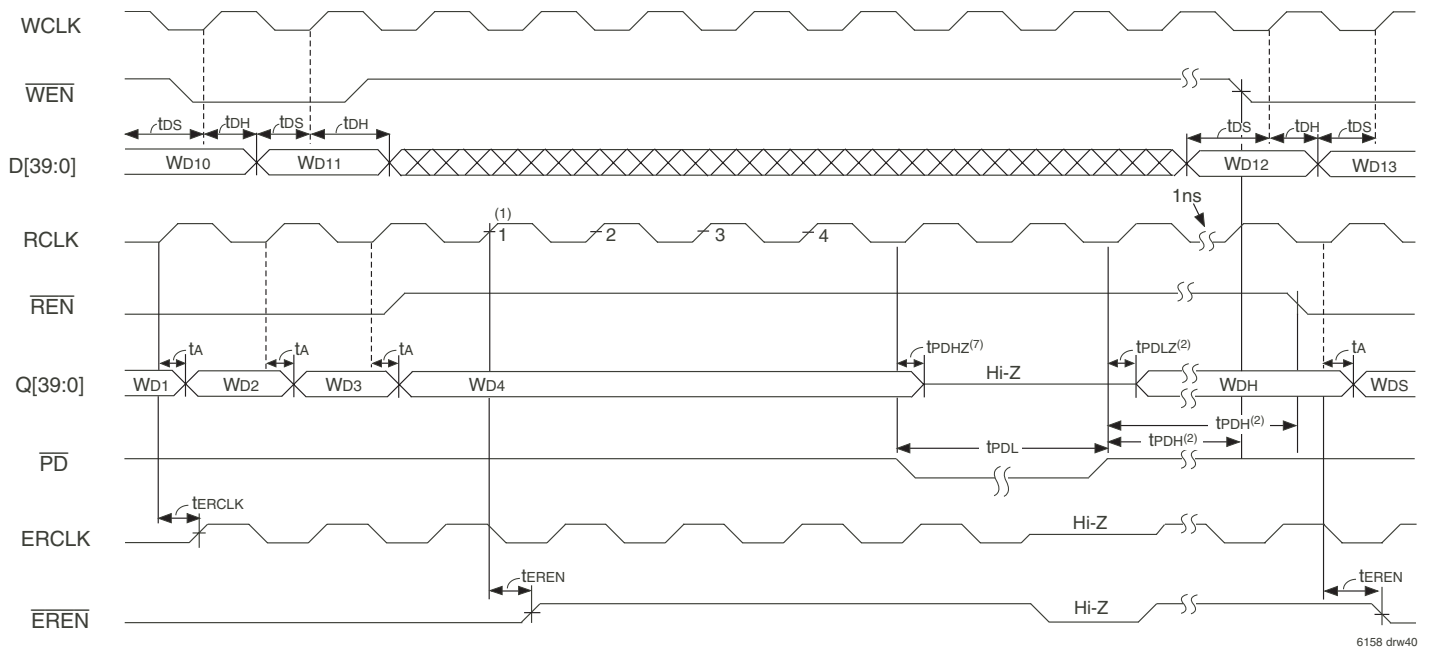 WCLK
WEN
tDS tDH tDS tDH tDS tDH tDS
D[39:0] WD10 WD11 WD12 WD13
1ns
(1)
RCLK 1 2 3 4
REN
tA tA tA tPDHZ(7) tPDLZ(2) tA
Q[39:0] WD1 WD2 WD3 WD4 Hi-Z WDH WDS
tPDH(2)
tPDL tPDH(2)
PD
tERCLK
ERCLK Hi-Z
tEREN tEREN
EREN Hi-Z
6158 drw40